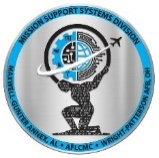 MISSION SUPPORT SYSTEMS DIVISION
MAXWELL GUNTER ANNEX, AL • AFLCMC • WRIGHT-PATTERSON AFB, OH